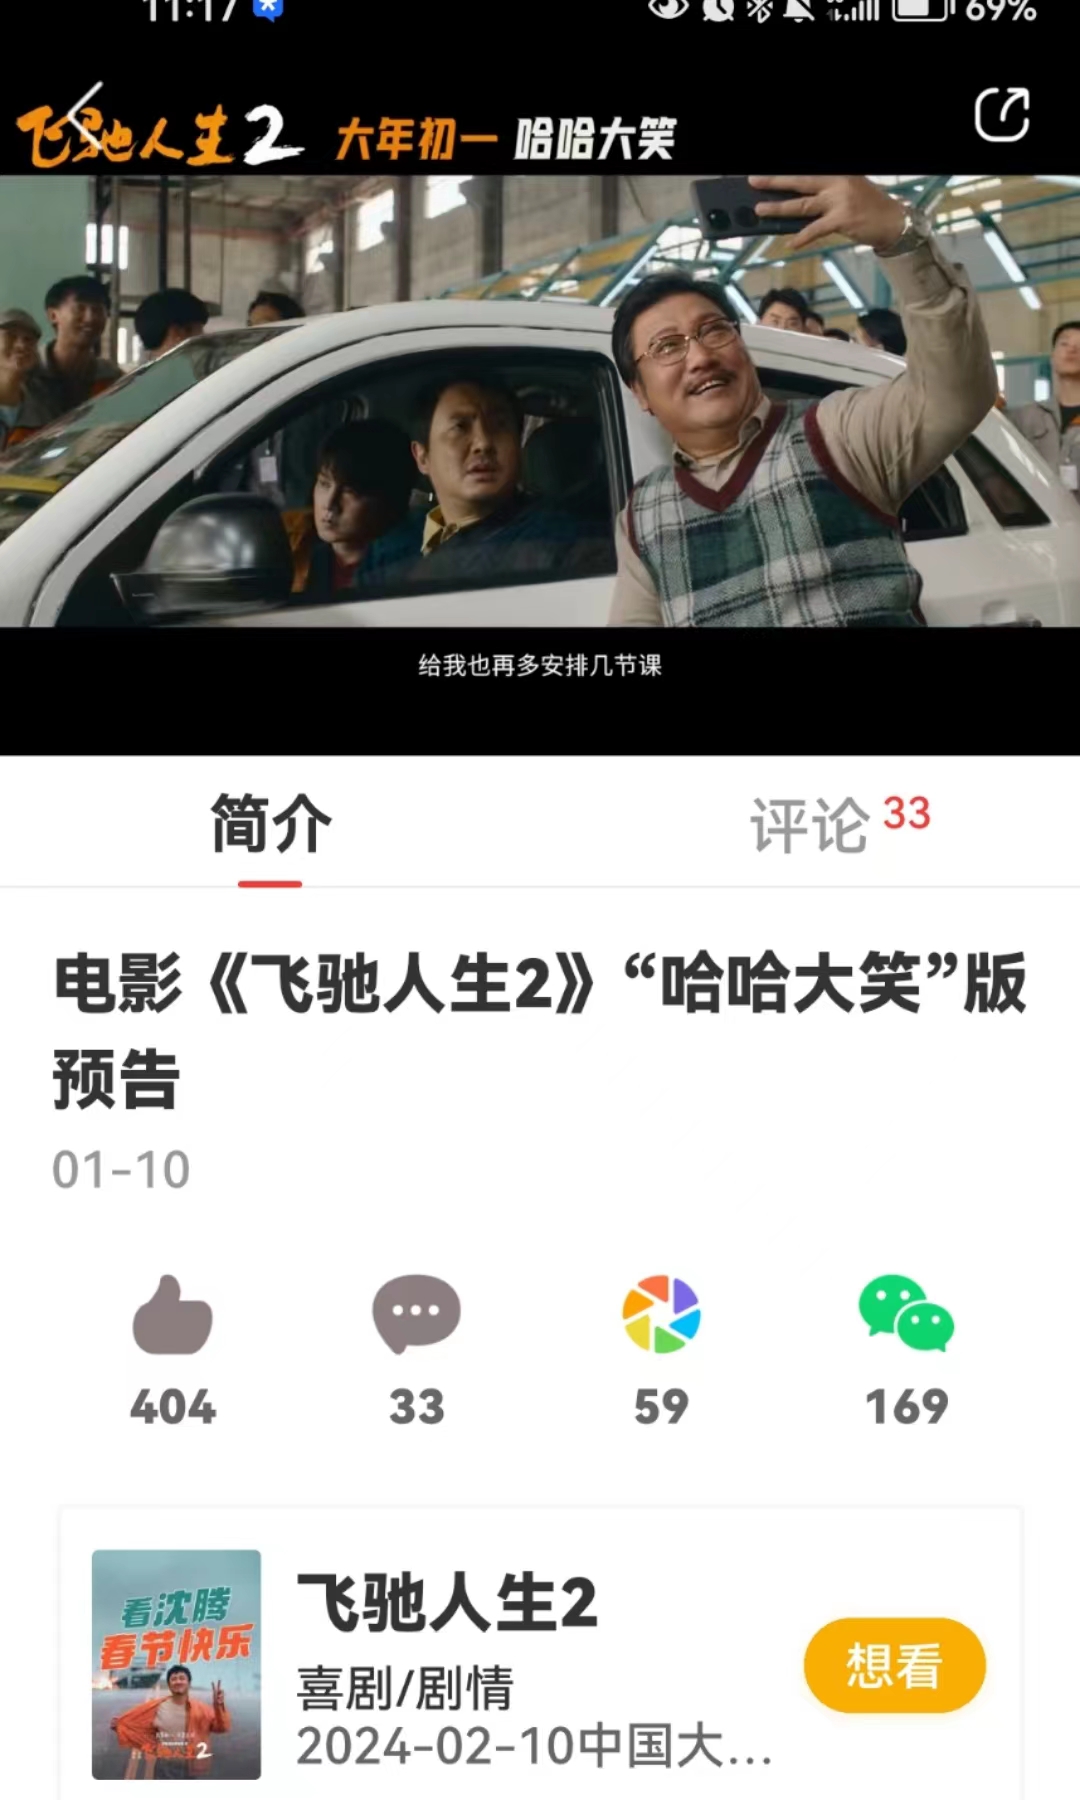 11:17
69%
飞驰人生2 大年初一 哈哈大笑
给我也再多安排几节课
简介
评论 33
电影《飞驰人生2》“哈哈大笑”版
预告
01-10
404
33
59
169
看沈腾
春节快乐
飞驰人生2
飞驰人生2
喜剧/剧情
2024-02-10中国大...
想看